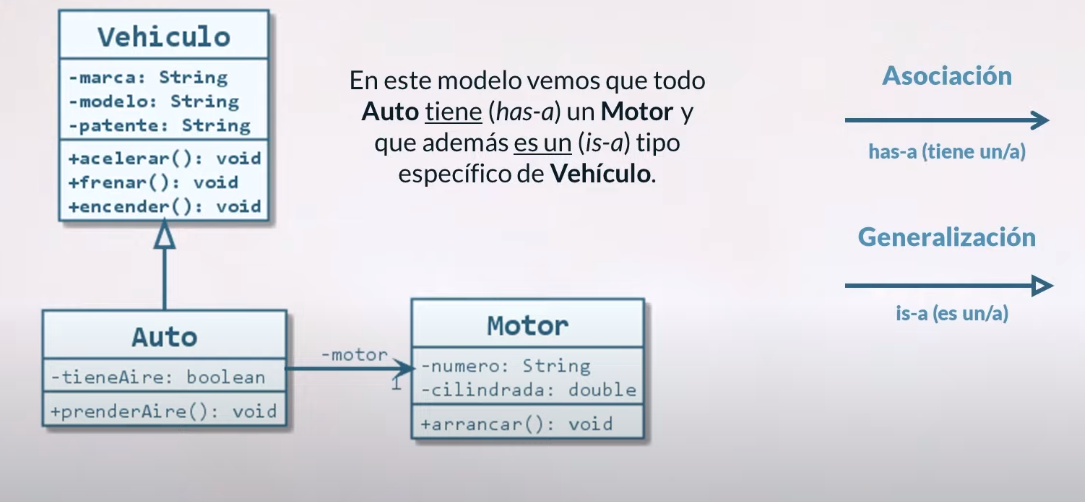 Vehiculo
-marca: String
-modelo: String
-patente: String
+acelerar(): void
+frenar(): void
+encender(): void
En este modelo vemos que todo
Auto tiene (has-a) un Motor y
que además es un (is-a) tipo
específico de Vehículo.
Asociación
has-a (tiene un/a)
Generalización
is-a (es un/a)
Auto
-tieneAire: boolean
+prenderAire(): void
-motor
1
Motor
-numero: String
-cilindrada: double
+arrancar(): void